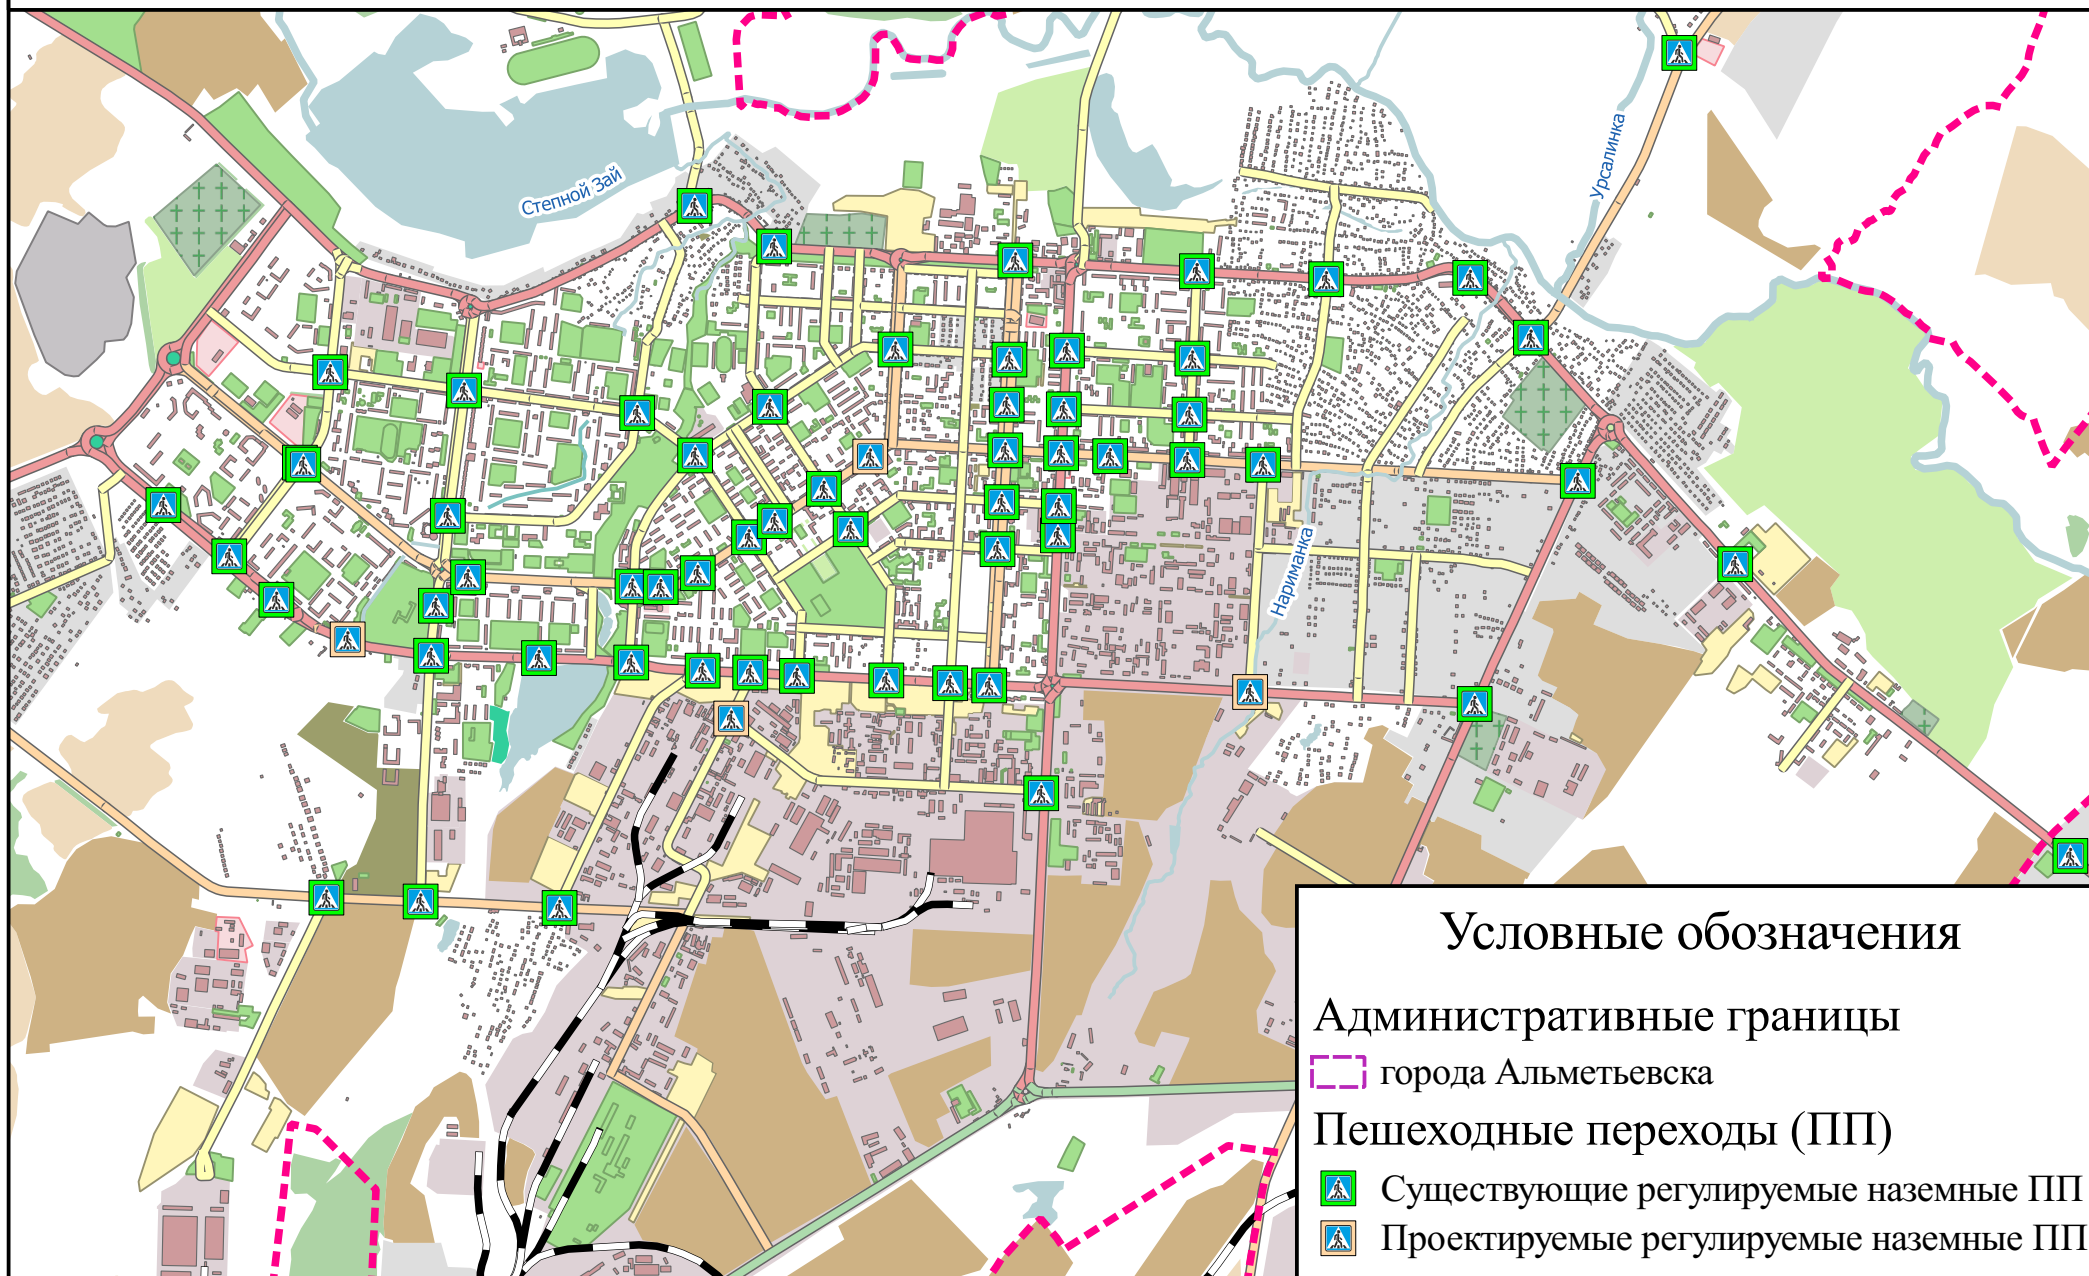 Степной Зай
Урсалинка
Нариманка
Условные обозначения
Административные границы
города Альметьевска
Пешеходные переходы (ПП)
Существующие регулируемые наземные ПП
Проектируемые регулируемые наземные ПП